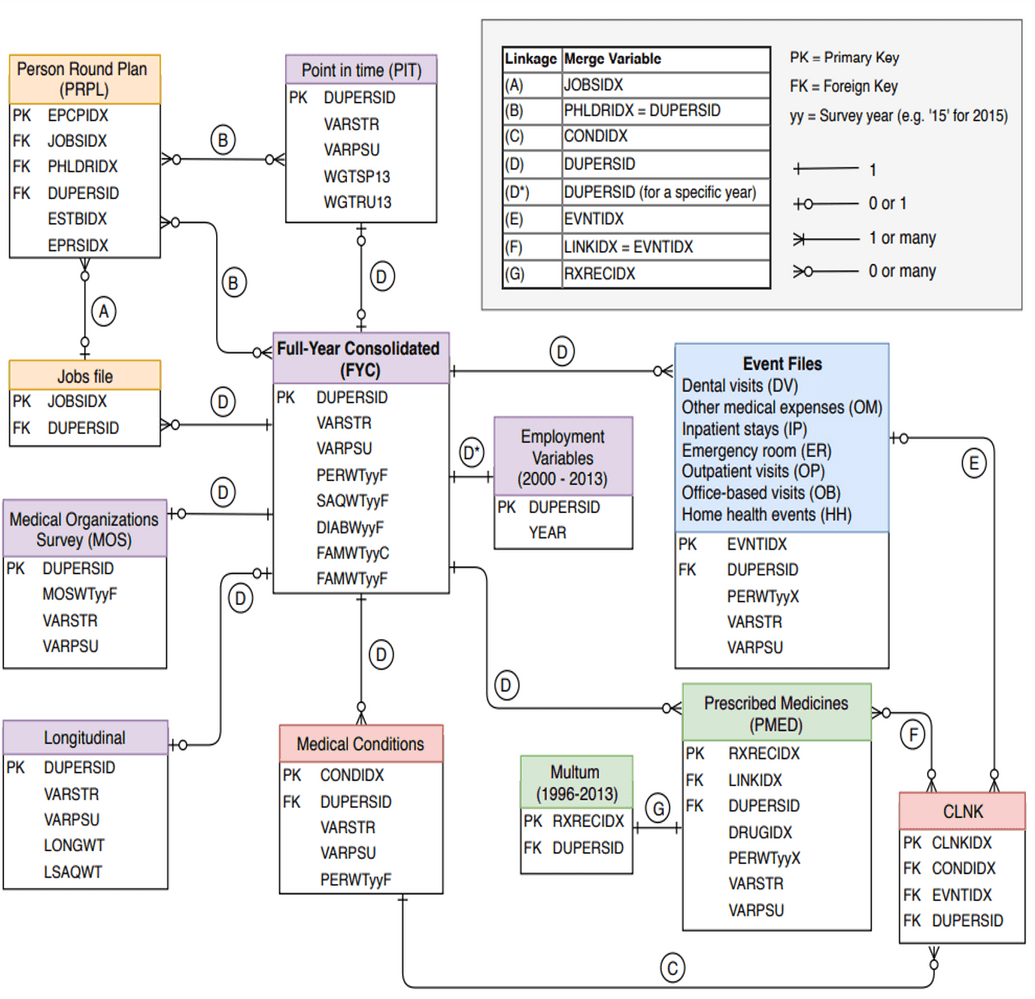 Person Round Plan
(PRPL)
PK EPCPIDX
FK JOBSIDX
FK PHLDRIDX
FK DUPERSID
ESTBIDX
EPRSIDX
B
Point in time (PIT)
PK DUPERSID
VARSTR
VARPSU
WGTSP13
WGTRU13
Linkage Merge Variable
(A) JOBSIDX
(B) PHLDRIDX = DUPERSID
(C) CONDIDX
(D) DUPERSID
(D*) DUPERSID (for a specific year)
(E) EVNTIDX
(F) LINKIDX = EVNTIDX
(G) RXRECIDX
PK = Primary Key
FK = Foreign Key
yy = Survey year (e.g. '15' for 2015)
1
0 or 1
1 or many
0 or many
A
B
D
Jobs file
PK JOBSIDX
FK DUPERSID
D
Full-Year Consolidated
(FYC)
PK DUPERSID
VARSTR
VARPSU
PERWTyyF
SAQWTyyF
DIABWyyF
FAMWTyyC
FAMWTyyF
D
Event Files
Dental visits (DV)
Other medical expenses (OM)
Inpatient stays (IP)
Emergency room (ER)
Outpatient visits (OP)
Office-based visits (OB)
Home health events (HH)
PK EVNTIDX
FK DUPERSID
PERWTyyX
VARSTR
VARPSU
E
D*
Employment
Variables
(2000 - 2013)
PK DUPERSID
YEAR
D
Medical Organizations
Survey (MOS)
PK DUPERSID
MOSWTyyF
VARSTR
VARPSU
D
D
D
Longitudinal
PK DUPERSID
VARSTR
VARPSU
LONGWT
LSAQWT
Medical Conditions
PK CONDIDX
FK DUPERSID
VARSTR
VARPSU
PERWTyyF
Multum
(1996-2013)
PK RXRECIDX
FK DUPERSID
G
Prescribed Medicines
(PMED)
PK RXRECIDX
FK LINKIDX
FK DUPERSID
DRUGIDX
PERWTyyX
VARSTR
VARPSU
F
CLNK
PK CLNKIDX
FK CONDIDX
FK EVNTIDX
FK DUPERSID
C